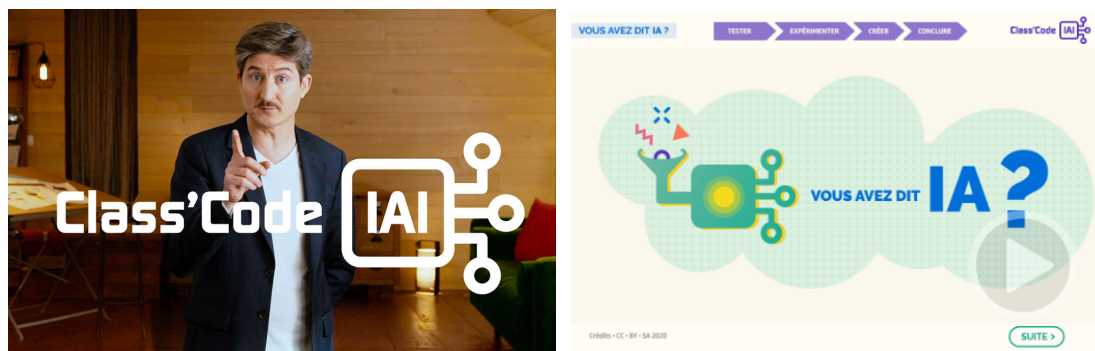 Class'Code IAI
VOUS AVEZ DIT IA ?
TESTER
EXPÉRIMENTER
CRÉER
CONCLURE
Class'Code IAI
VOUS AVEZ DIT IA ?
Crédits • CC • BY • SA 2020
SUITE >